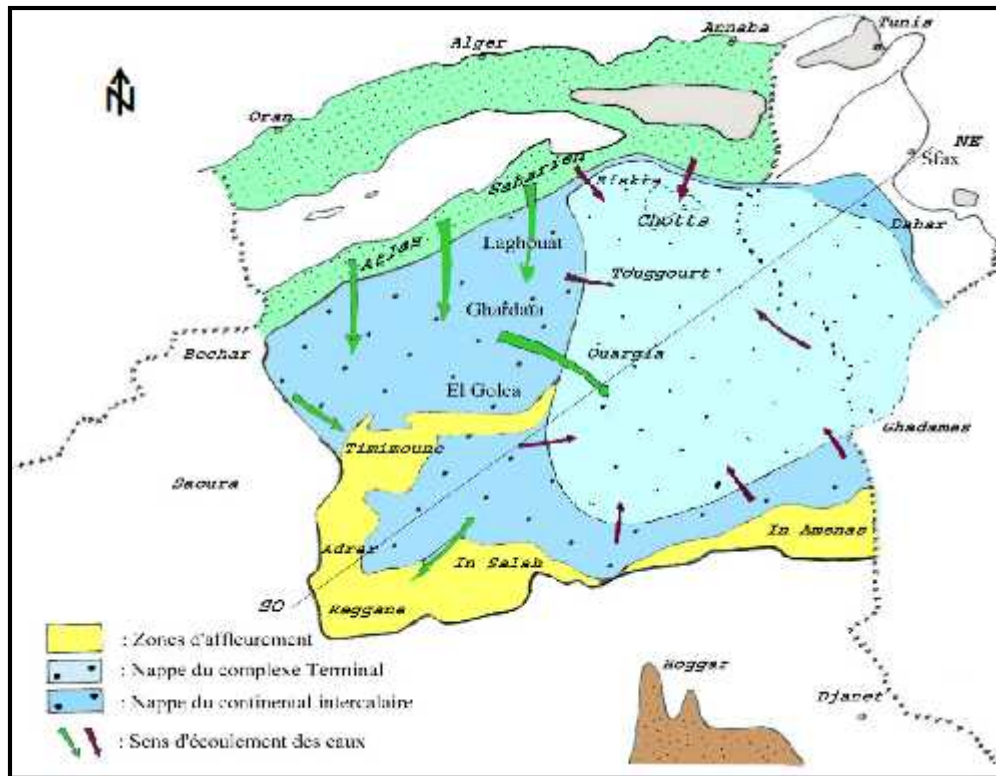 Tunis
Annaba
Alger
N
Oran
NE
Sfax
Saharien
Biskra
Atlas
Chotts
Dahar
Laghouat
Touggourt
Ghardaïa
Bechar
Ouargla
El Golea
Ghadames
Timimoune
Saoura
In Amenas
Adrar
In Salah
SO
Reggane
: Zones d'affleurement
: Nappe du complexe Terminal
: Nappe du continental intercalaire
: Sens d'écoulement des eaux
Hoggar
Djanet